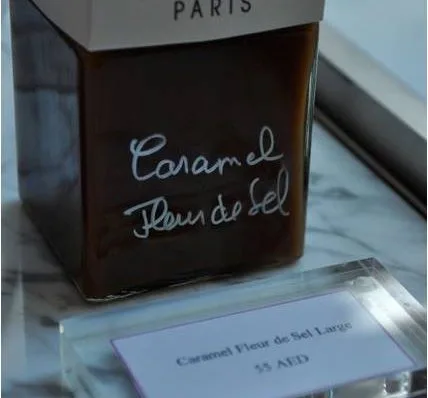 PARIS
Caramel
Fleur de Sel
Caramel Fleur de Sel Large
55 AED